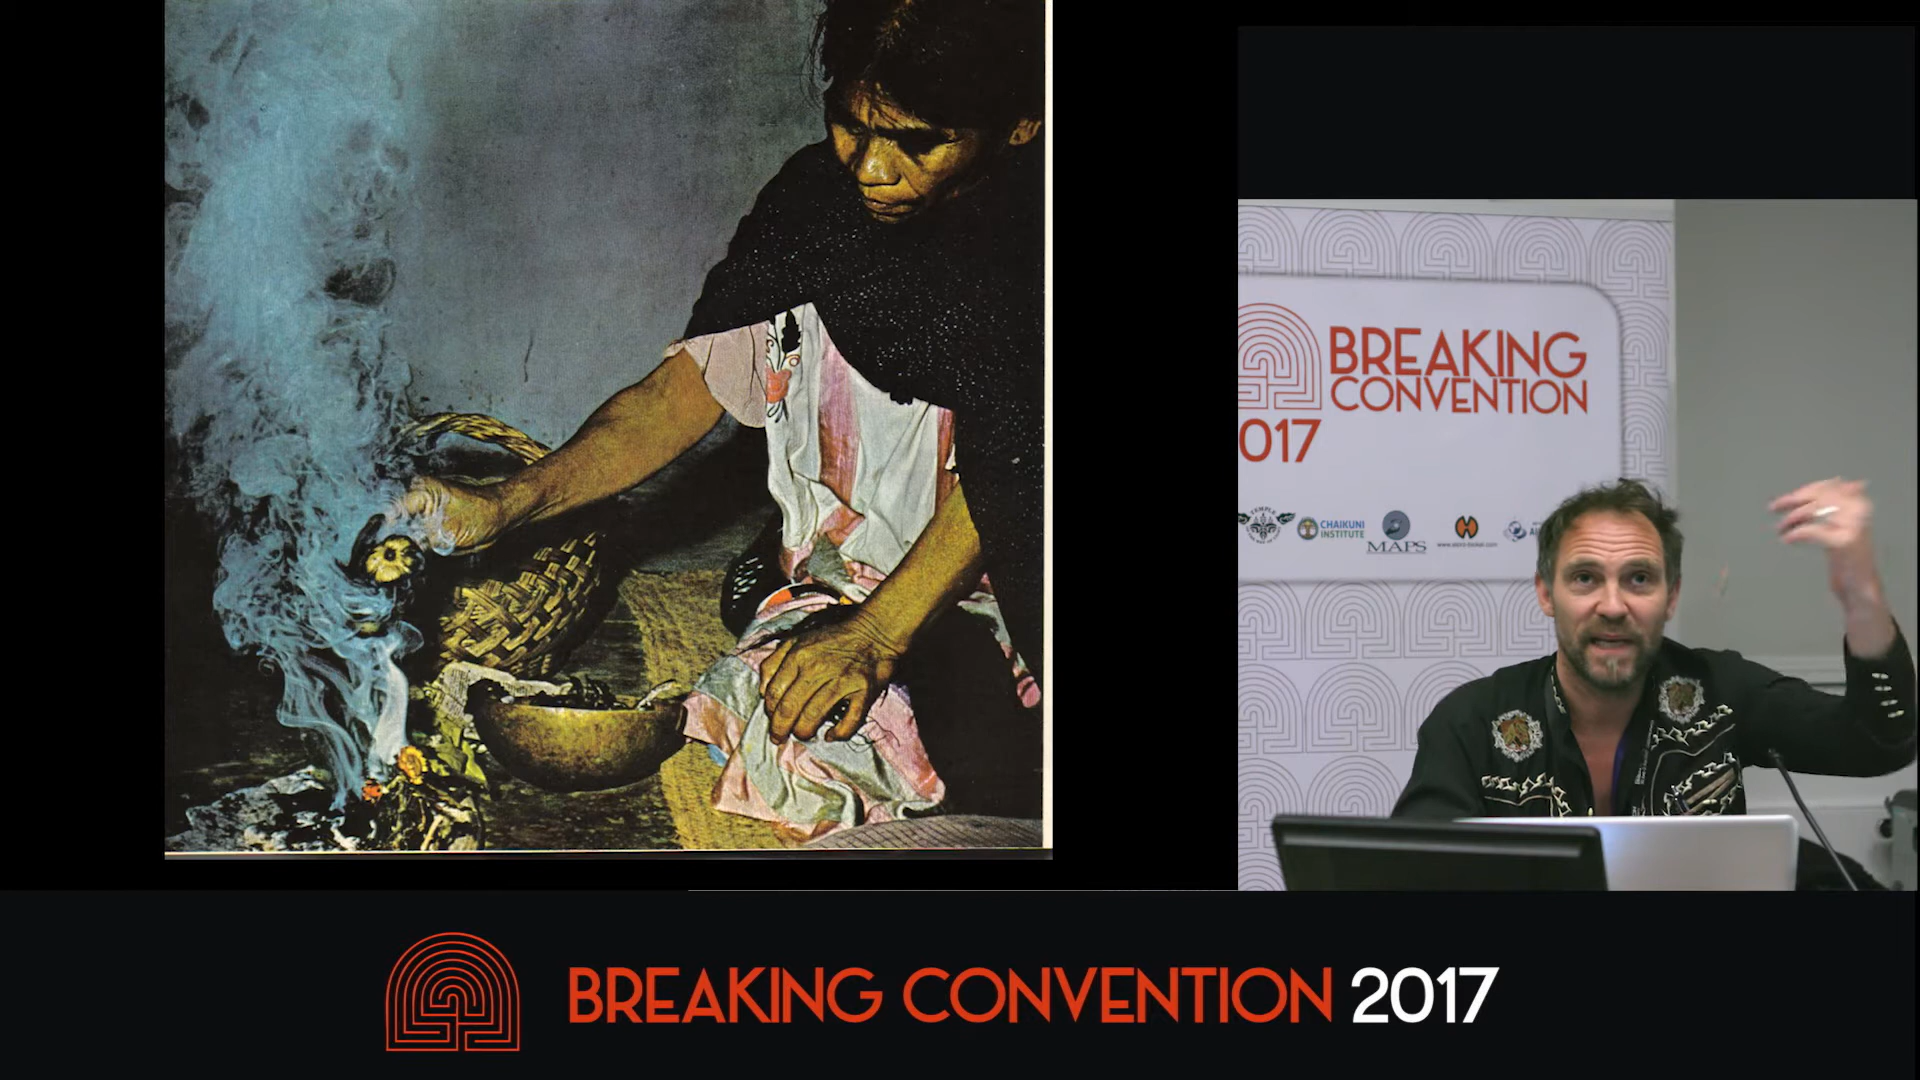 BREAKING
CONVENTION
017
CHAIKUNI
INSTITUTE
MAPS
BREAKING CONVENTION 2017